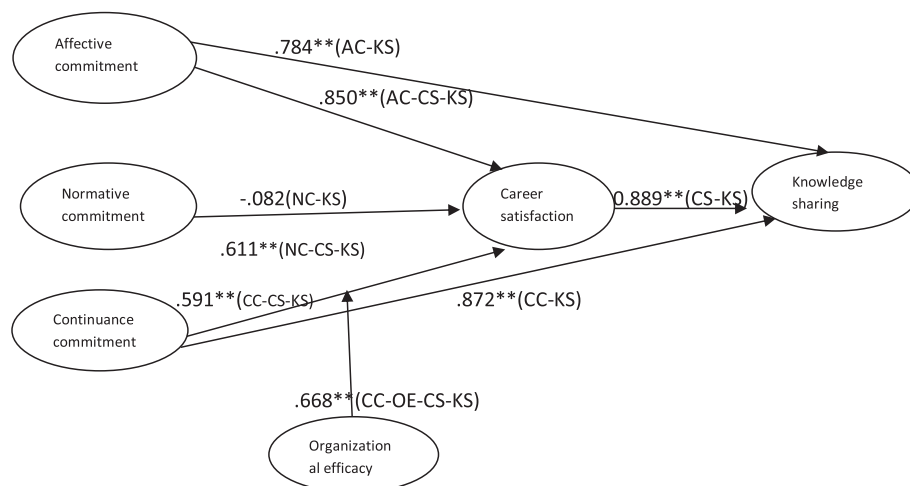 Affective
commitment
.784**(AC-KS)
.850**(AC-CS-KS)
Normative
commitment
-.082(NC-KS)
.611**(NC-CS-KS)
Career
satisfaction
0.889**(CS-KS)
Knowledge
sharing
Continuance
commitment
.591**(CC-CS-KS)
.872**(CC-KS)
.668**(CC-OE-CS-KS)
Organization
al efficacy